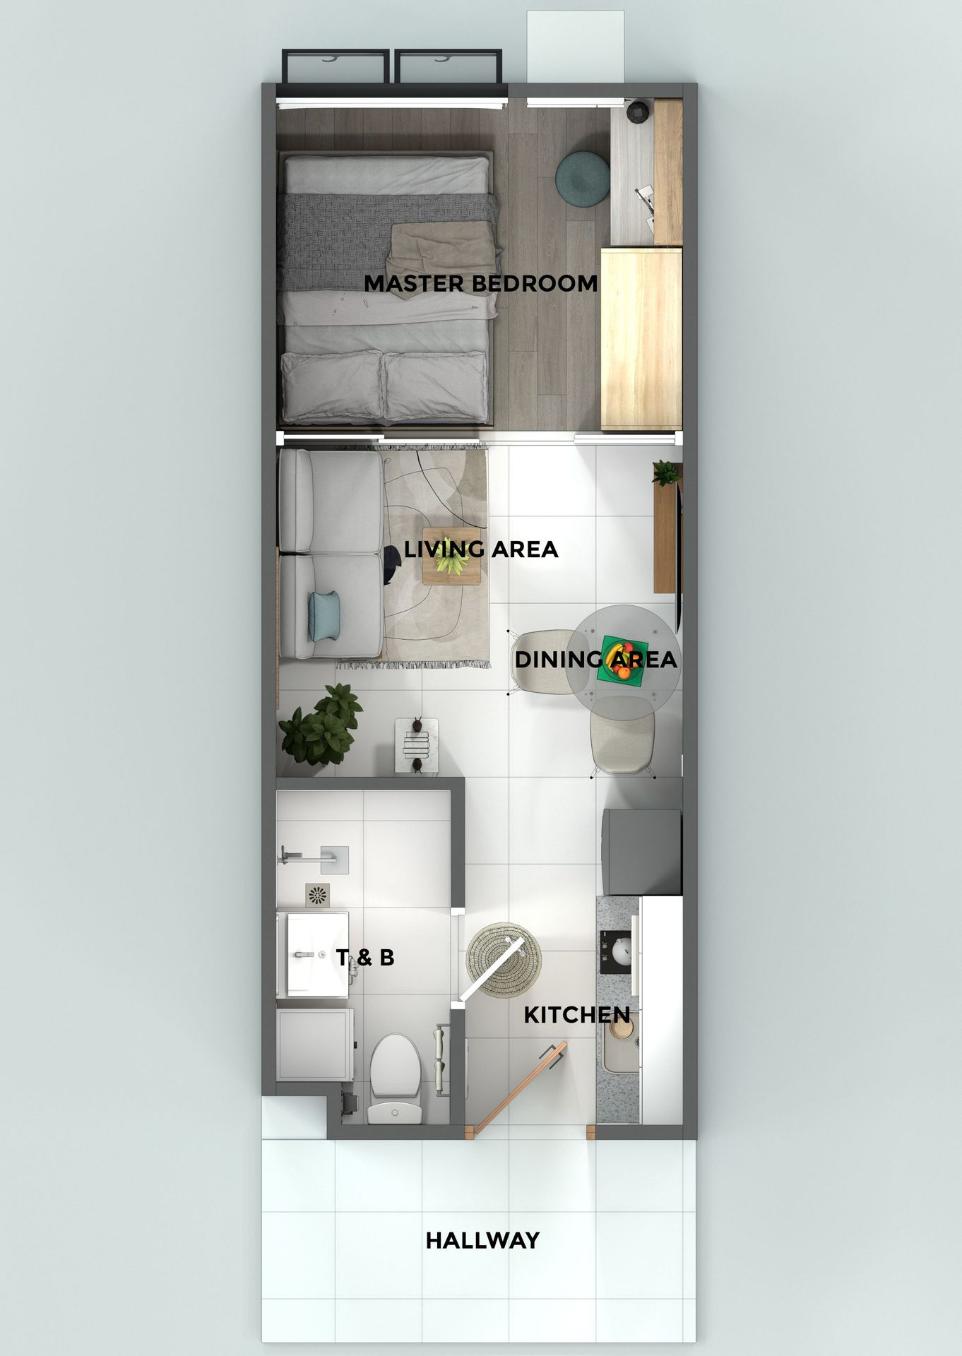 MASTER BEDROOM
LIVING AREA
DINING AREA
T & B
KITCHEN
HALLWAY